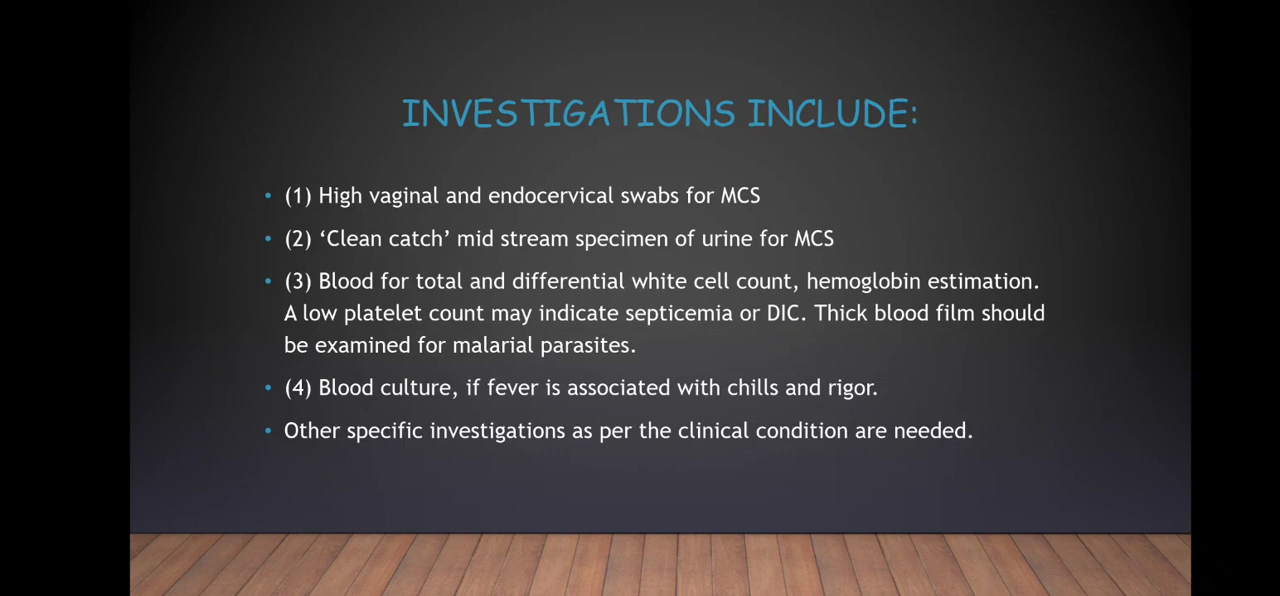 INVESTIGATIONS INCLUDE:
• (1) High vaginal and endocervical swabs for MCS
• (2) ‘Clean catch’ mid stream specimen of urine for MCS
• (3) Blood for total and differential white cell count, hemoglobin estimation.
A low platelet count may indicate septicemia or DIC. Thick blood film should
be examined for malarial parasites.
• (4) Blood culture, if fever is associated with chills and rigor.
• Other specific investigations as per the clinical condition are needed.